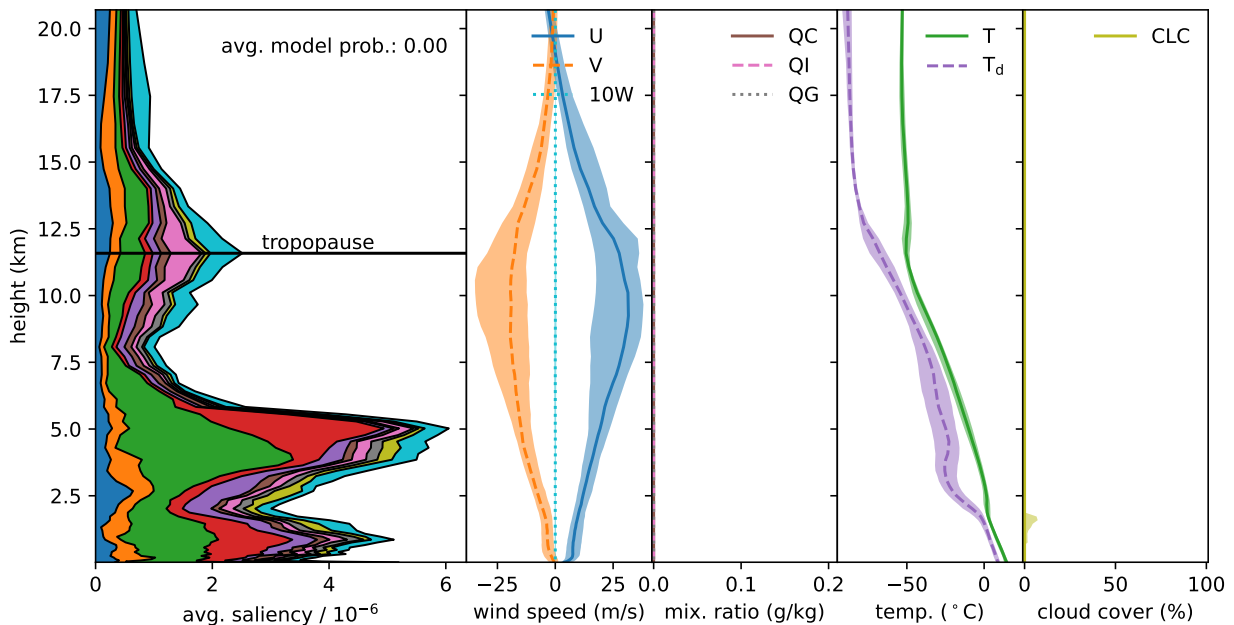 20.0
17.5
15.0
12.5
10.0
7.5
5.0
2.5
height (km)
avg. model prob.: 0.00
tropopause
0 2 4 6
avg. saliency / 10⁻⁶
U
V
10W
−25 0 25
wind speed (m/s)
QC
QI
QG
0.0 0.1 0.2
mix. ratio (g/kg)
T
T_d
−50 0
temp. (°C)
CLC
0 50 100
cloud cover (%)